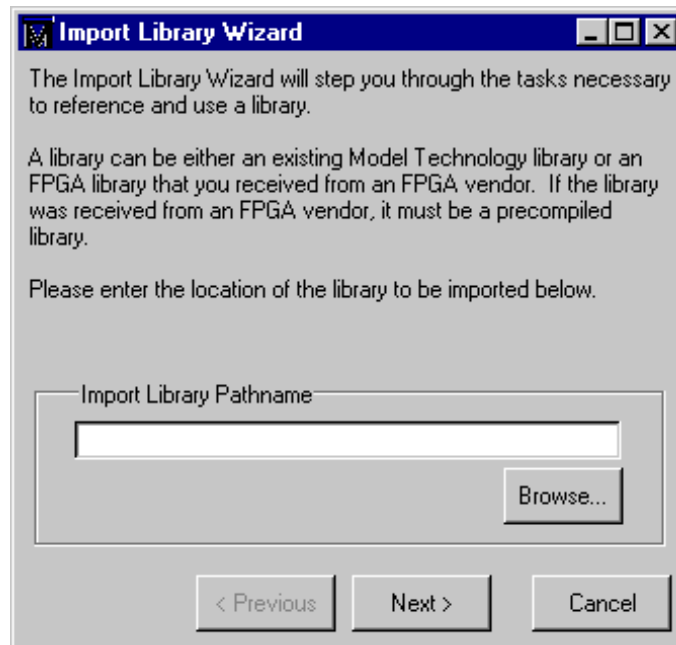 Import Library Wizard
The Import Library Wizard will step you through the tasks necessary
to reference and use a library.
A library can be either an existing Model Technology library or an
FPGA library that you received from an FPGA vendor.  If the library
was received from an FPGA vendor, it must be a precompiled
library.
Please enter the location of the library to be imported below.
Import Library Pathname
Browse...
< Previous
Next >
Cancel